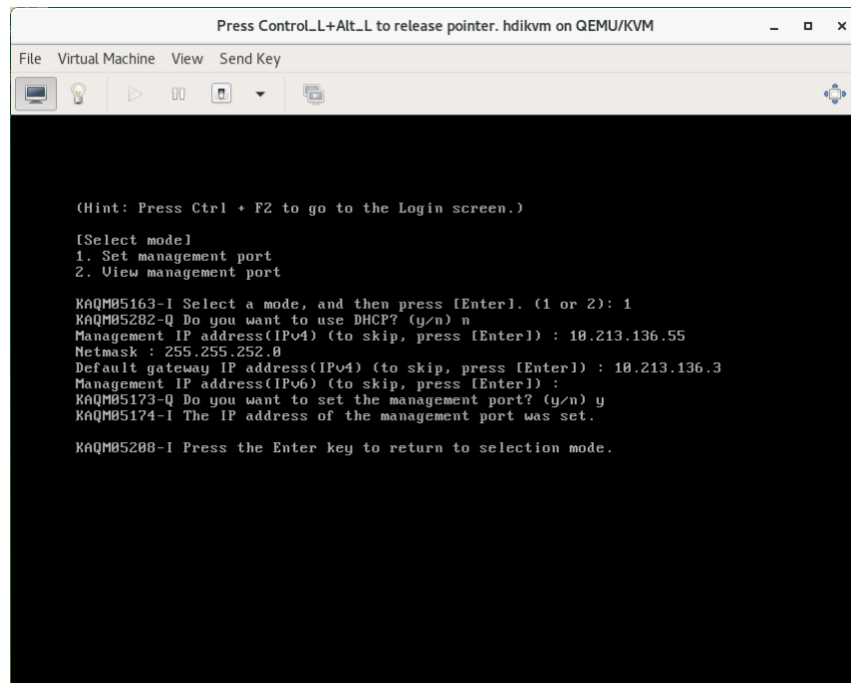 Press Control_L+Alt_L to release pointer. hdikvm on QEMU/KVM
File Virtual Machine View Send Key
(Hint: Press Ctrl + F2 to go to the Login screen.)
[Select mode]
1. Set management port
2. View management port
KAQM05163-I Select a mode, and then press [Enter]. (1 or 2): 1
KAQM05282-Q Do you want to use DHCP? (y/n) n
Management IP address(IPv4) (to skip, press [Enter]) : 10.213.136.55
Netmask : 255.255.252.0
Default gateway IP address(IPv4) (to skip, press [Enter]) : 10.213.136.3
Management IP address(IPv6) (to skip, press [Enter]) :
KAQM05173-Q Do you want to set the management port? (y/n) y
KAQM05174-I The IP address of the management port was set.
KAQM05208-I Press the Enter key to return to selection mode.